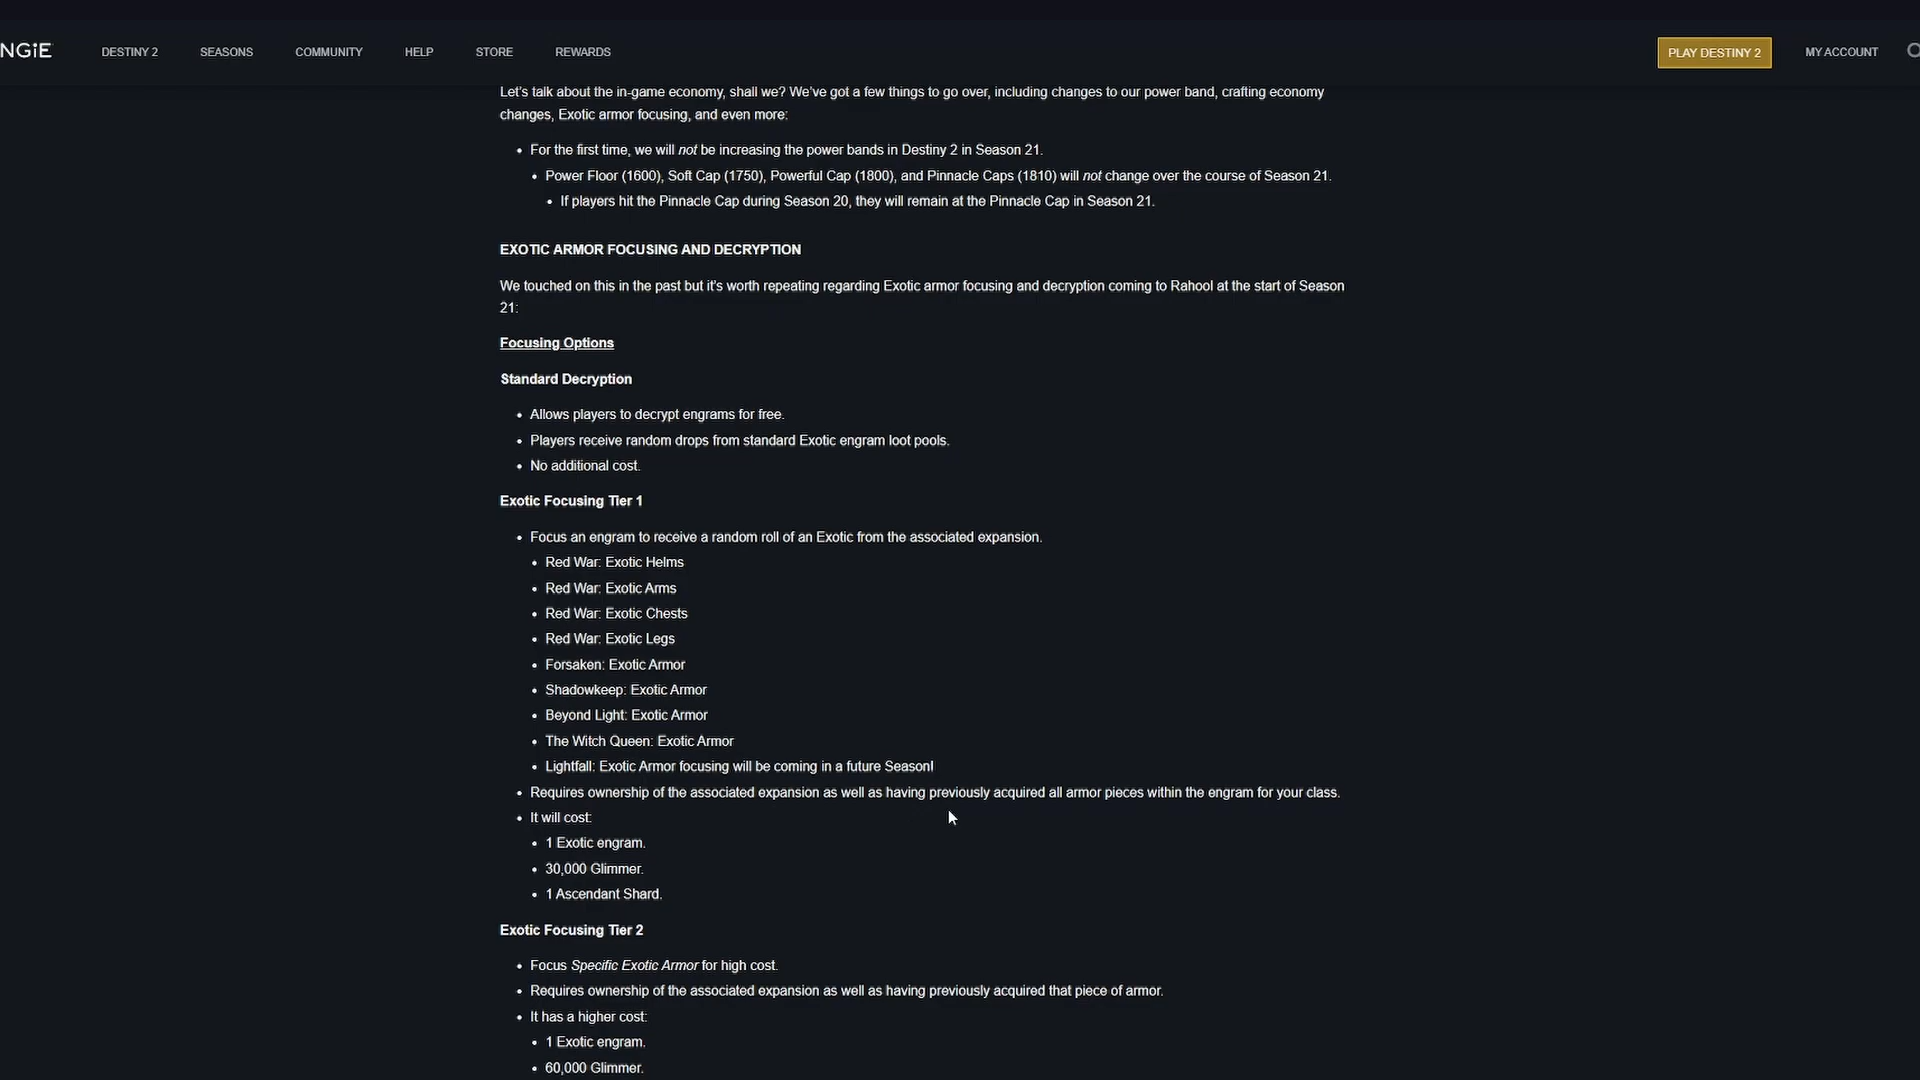 NGiE
DESTINY 2
SEASONS
COMMUNITY
HELP
STORE
REWARDS
PLAY DESTINY 2
MY ACCOUNT
Let's talk about the in-game economy, shall we? We've got a few things to go over, including changes to our power band, crafting economy
changes, Exotic armor focusing, and even more:
• For the first time, we will not be increasing the power bands in Destiny 2 in Season 21.
• Power Floor (1600), Soft Cap (1750), Powerful Cap (1800), and Pinnacle Caps (1810) will not change over the course of Season 21.
• If players hit the Pinnacle Cap during Season 20, they will remain at the Pinnacle Cap in Season 21.
EXOTIC ARMOR FOCUSING AND DECRYPTION
We touched on this in the past but it's worth repeating regarding Exotic armor focusing and decryption coming to Rahool at the start of Season
21:
Focusing Options
Standard Decryption
• Allows players to decrypt engrams for free.
• Players receive random drops from standard Exotic engram loot pools.
• No additional cost.
Exotic Focusing Tier 1
• Focus an engram to receive a random roll of an Exotic from the associated expansion.
• Red War: Exotic Helms
• Red War: Exotic Arms
• Red War: Exotic Chests
• Red War: Exotic Legs
• Forsaken: Exotic Armor
• Shadowkeep: Exotic Armor
• Beyond Light: Exotic Armor
• The Witch Queen: Exotic Armor
• Lightfall: Exotic Armor focusing will be coming in a future Season!
• Requires ownership of the associated expansion as well as having previously acquired all armor pieces within the engram for your class.
• It will cost:
• 1 Exotic engram.
• 30,000 Glimmer.
• 1 Ascendant Shard.
Exotic Focusing Tier 2
• Focus Specific Exotic Armor for high cost.
• Requires ownership of the associated expansion as well as having previously acquired that piece of armor.
• It has a higher cost:
• 1 Exotic engram.
• 60,000 Glimmer.